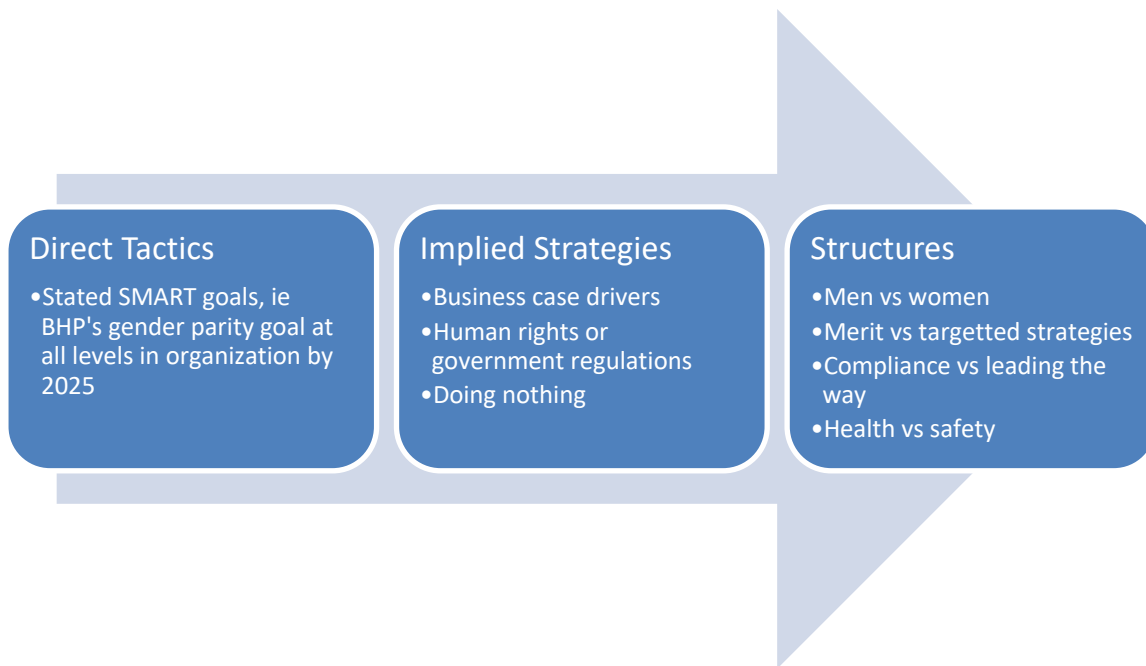 Direct Tactics
•Stated SMART goals, ie
BHP's gender parity goal at
all levels in organization by
2025
Implied Strategies
•Business case drivers
•Human rights or
government regulations
•Doing nothing
Structures
•Men vs women
•Merit vs targetted strategies
•Compliance vs leading the
way
•Health vs safety